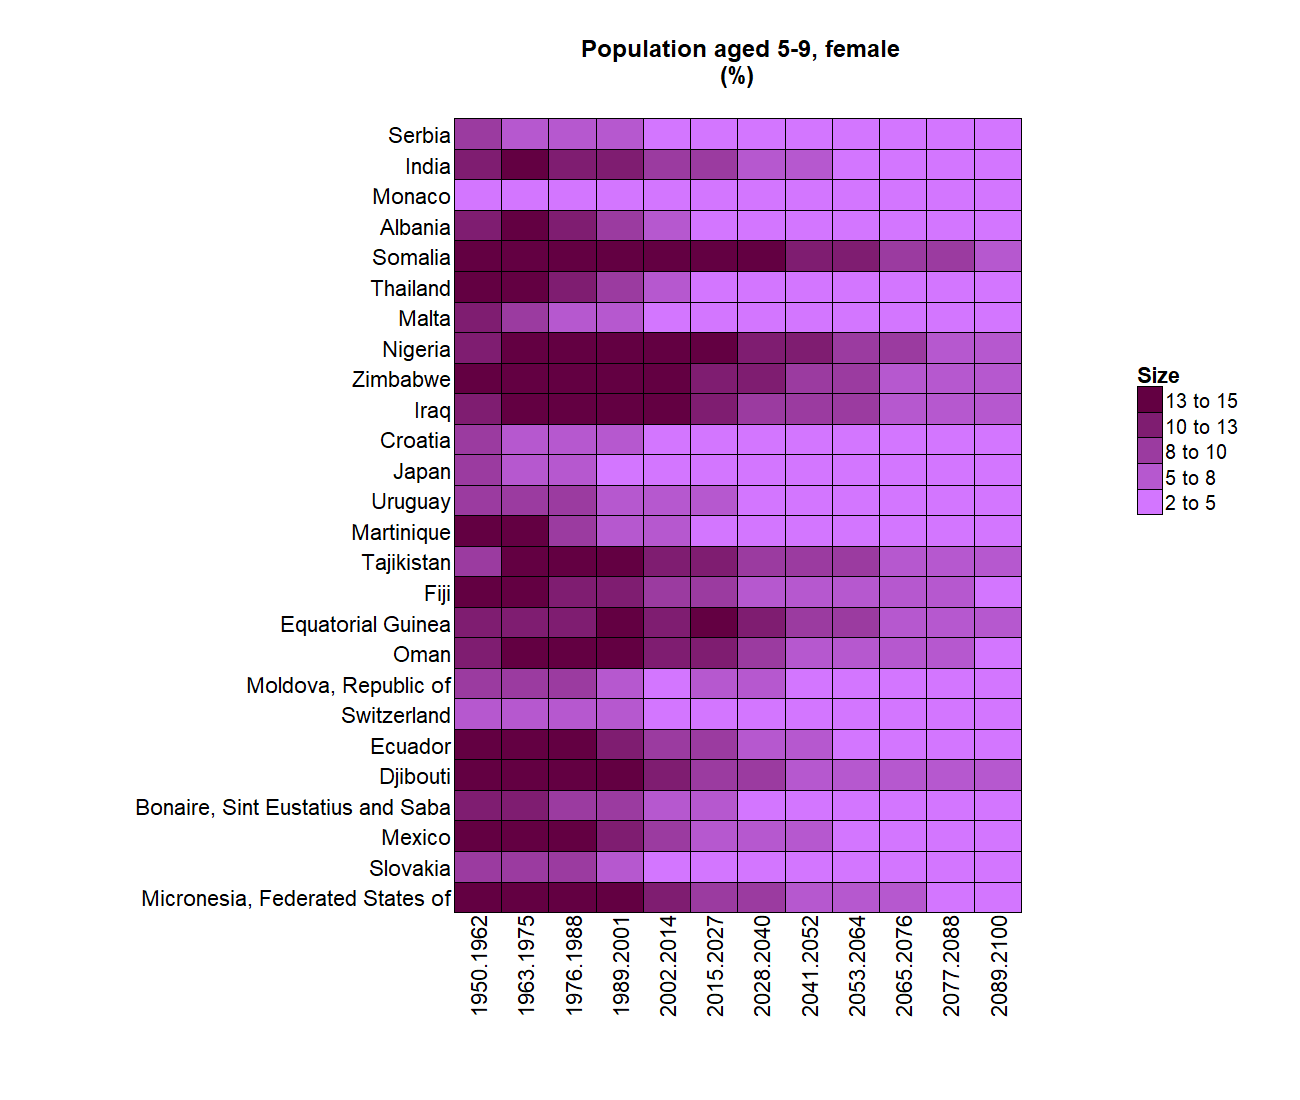 Population aged 5-9, female
(%)
Serbia
India
Monaco
Albania
Somalia
Thailand
Malta
Nigeria
Zimbabwe
Iraq
Croatia
Japan
Uruguay
Martinique
Tajikistan
Fiji
Equatorial Guinea
Oman
Moldova, Republic of
Switzerland
Ecuador
Djibouti
Bonaire, Sint Eustatius and Saba
Mexico
Slovakia
Micronesia, Federated States of
1950.1962
1963.1975
1976.1988
1989.2001
2002.2014
2015.2027
2028.2040
2041.2052
2053.2064
2065.2076
2077.2088
2089.2100
Size
13 to 15
10 to 13
8 to 10
5 to 8
2 to 5